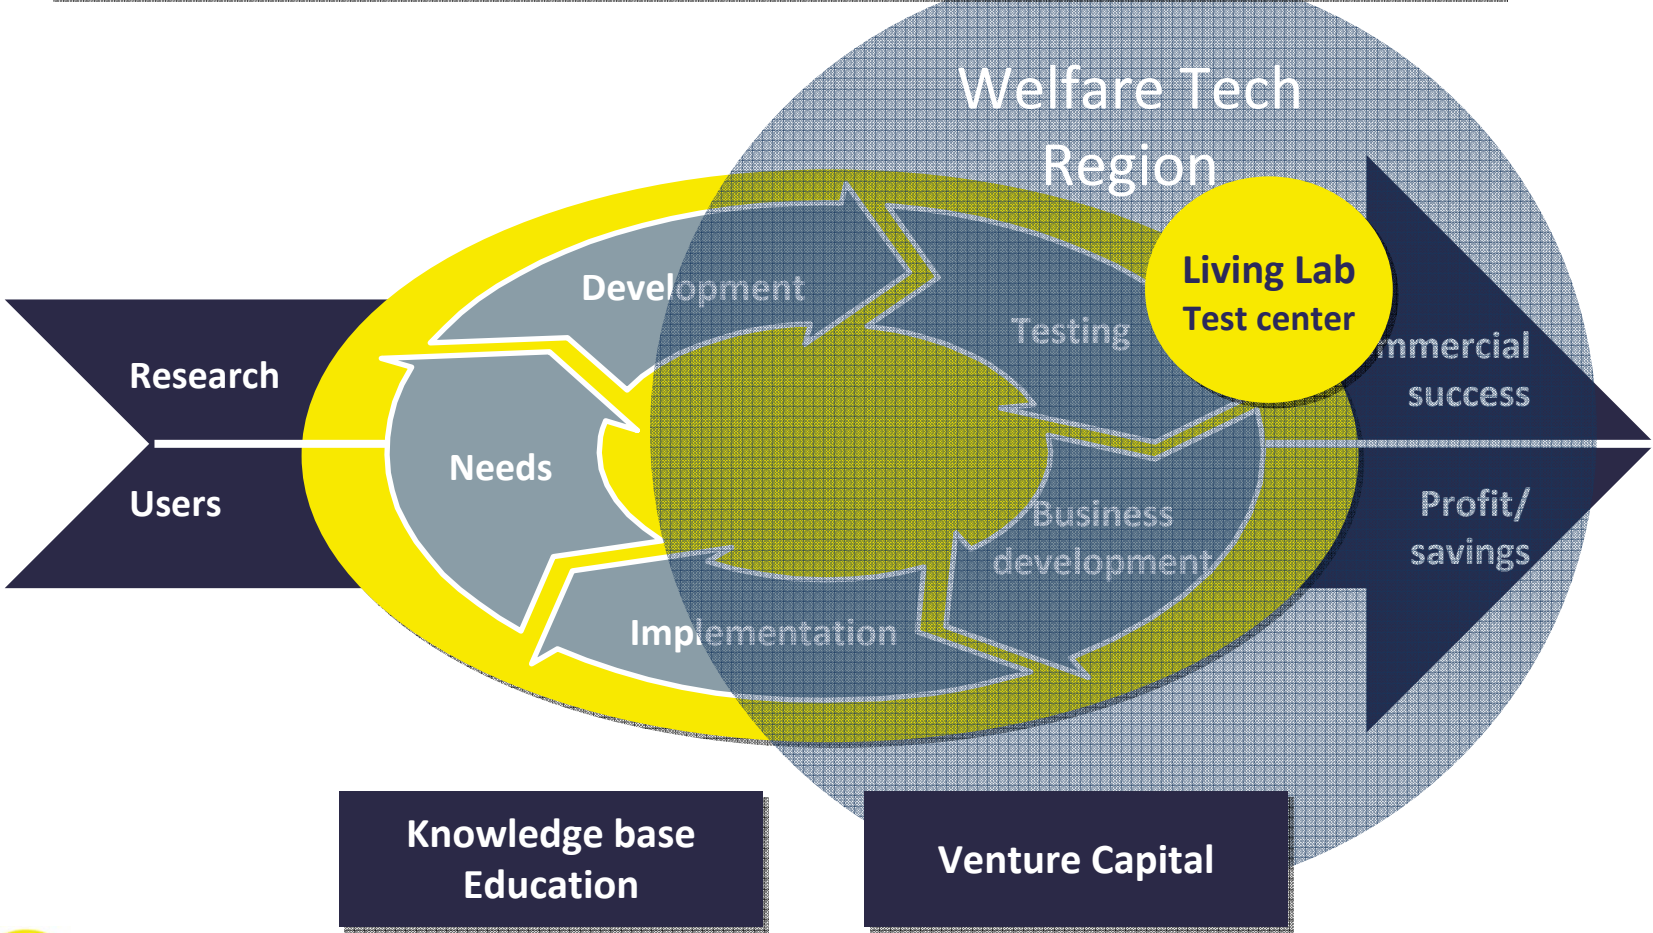 Welfare Tech
Region
Living Lab
Test center
Development
Testing
mmercial
success
Research
Needs
Users
Business
development
Profit/
savings
Implementation
Knowledge base
Education
Venture Capital